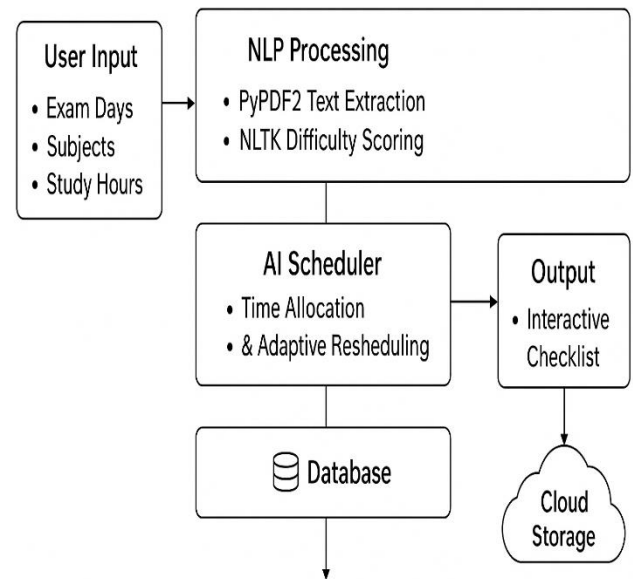 User Input
• Exam Days
• Subjects
• Study Hours
NLP Processing
• PyPDF2 Text Extraction
• NLTK Difficulty Scoring
AI Scheduler
• Time Allocation
• & Adaptive Resheduling
Output
• Interactive
Checklist
Database
Cloud
Storage